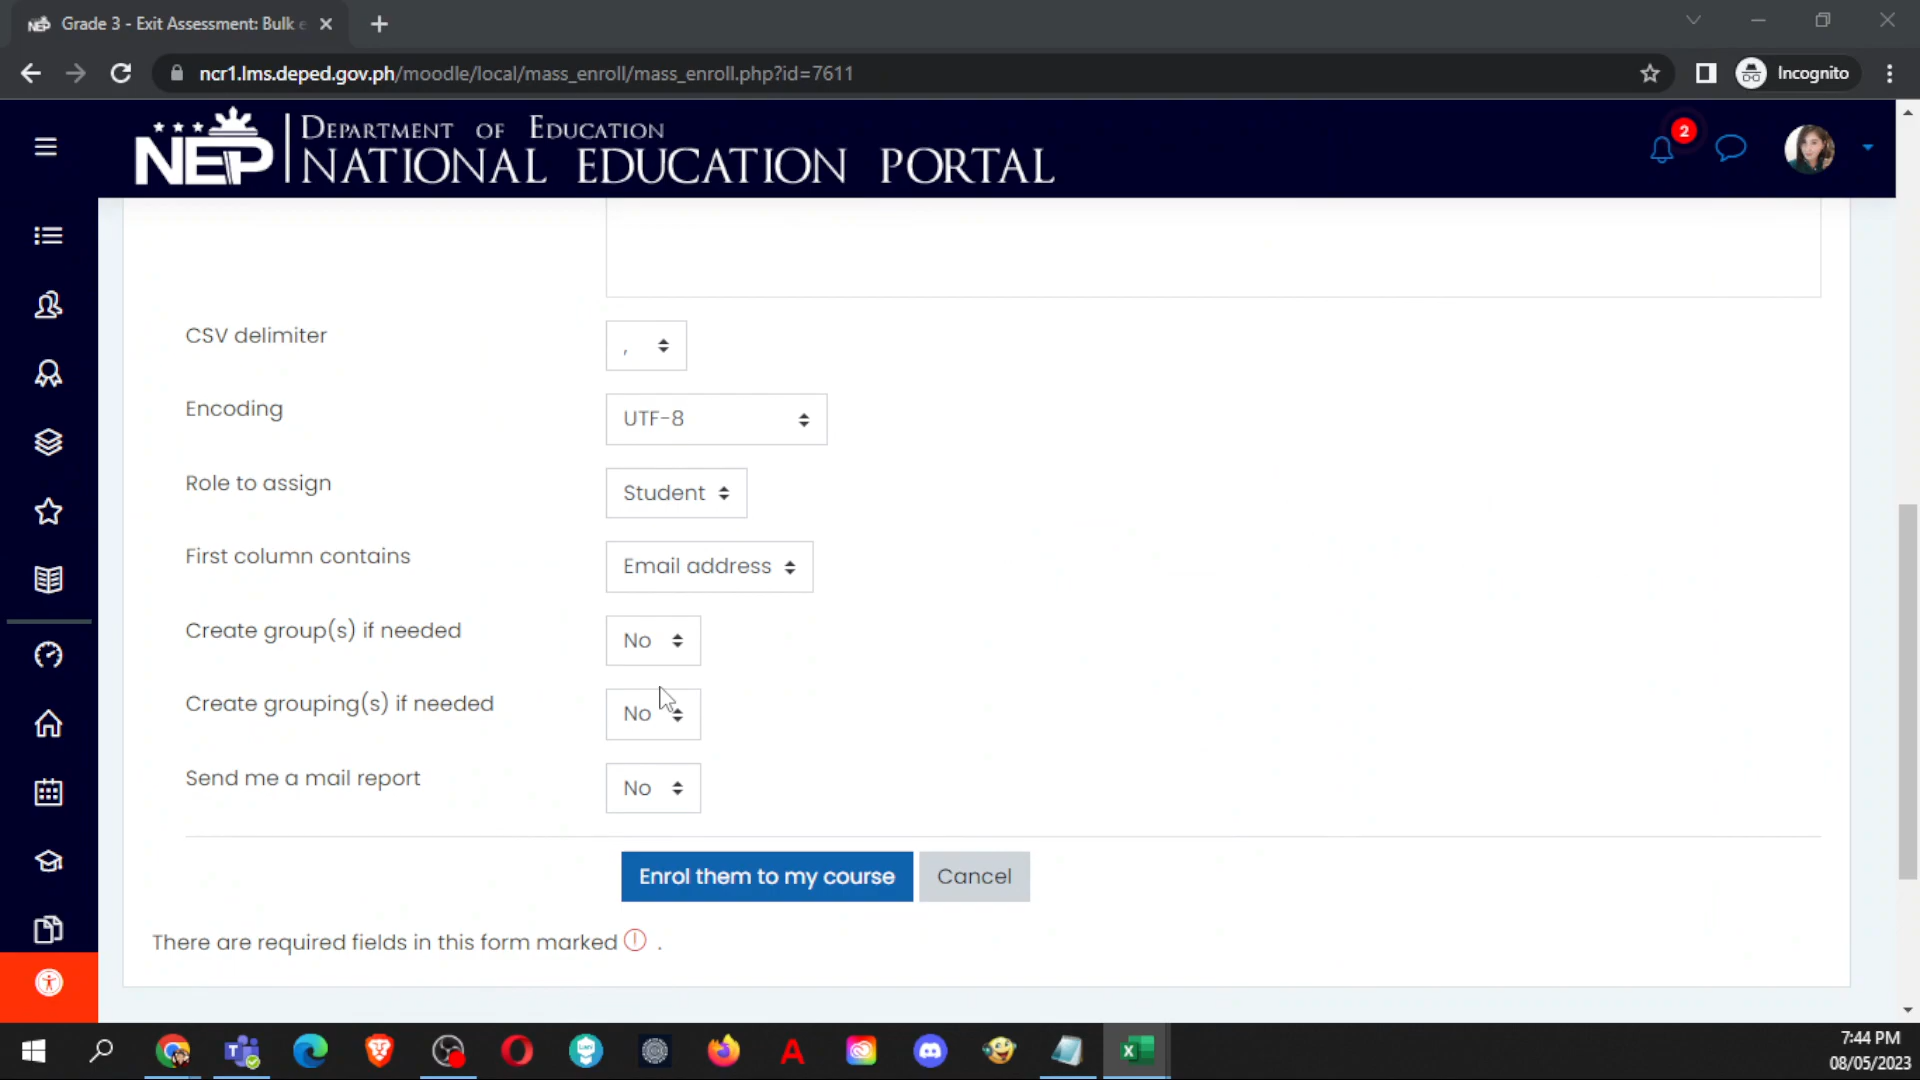 Grade 3 - Exit Assessment: Bulk e
ncr1.lms.deped.gov.ph/moodle/local/mass_enroll/mass_enroll.php?id=7611
Incognito
NEP
DEPARTMENT OF EDUCATION
NATIONAL EDUCATION PORTAL
2
CSV delimiter
,
Encoding
UTF-8
Role to assign
Student
First column contains
Email address
Create group(s) if needed
No
Create grouping(s) if needed
No
Send me a mail report
No
Enrol them to my course
Cancel
There are required fields in this form marked .
7:44 PM
08/05/2023